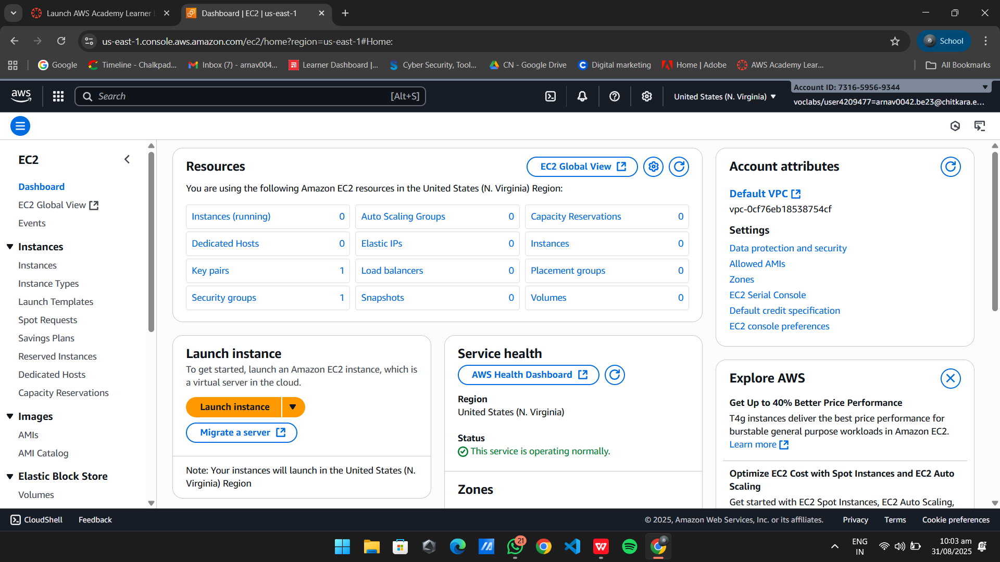 Launch AWS Academy Learner L
Dashboard | EC2 | us-east-1
us-east-1.console.aws.amazon.com/ec2/home?region=us-east-1#Home:
School
Google
Timeline - Chalkpad...
Inbox (7) - arnav004...
Learner Dashboard |...
Cyber Security, Tool...
CN - Google Drive
Digital marketing
Home | Adobe
AWS Academy Lear...
All Bookmarks
aws
Search
[Alt+S]
United States (N. Virginia)
Account ID: 7316-5956-9344
voclabs/user4209477=arnav0042.be23@chitkara.e...
EC2
Dashboard
EC2 Global View
Events
Instances
Instances
Instance Types
Launch Templates
Spot Requests
Savings Plans
Reserved Instances
Dedicated Hosts
Capacity Reservations
Images
AMIs
AMI Catalog
Elastic Block Store
Volumes
Resources
EC2 Global View
You are using the following Amazon EC2 resources in the United States (N. Virginia) Region:
Instances (running) 0
Auto Scaling Groups 0
Capacity Reservations 0
Dedicated Hosts 0
Elastic IPs 0
Instances 0
Key pairs 1
Load balancers 0
Placement groups 0
Security groups 1
Snapshots 0
Volumes 0
Launch instance
To get started, launch an Amazon EC2 instance, which is
a virtual server in the cloud.
Launch instance
Migrate a server
Note: Your instances will launch in the United States (N.
Virginia) Region
Service health
AWS Health Dashboard
Region
United States (N. Virginia)
Status
This service is operating normally.
Zones
Account attributes
Default VPC
vpc-0cf76eb18538754cf
Settings
Data protection and security
Allowed AMIs
Zones
EC2 Serial Console
Default credit specification
EC2 console preferences
Explore AWS
Get Up to 40% Better Price Performance
T4g instances deliver the best price performance for
burstable general purpose workloads in Amazon EC2.
Learn more
Optimize EC2 Cost with Spot Instances and EC2 Auto
Scaling
Get started with EC2 Spot Instances, EC2 Auto Scaling,
CloudShell
Feedback
© 2025, Amazon Web Services, Inc. or its affiliates.
Privacy
Terms
Cookie preferences
21
ENG
IN
10:03 am
31/08/2025